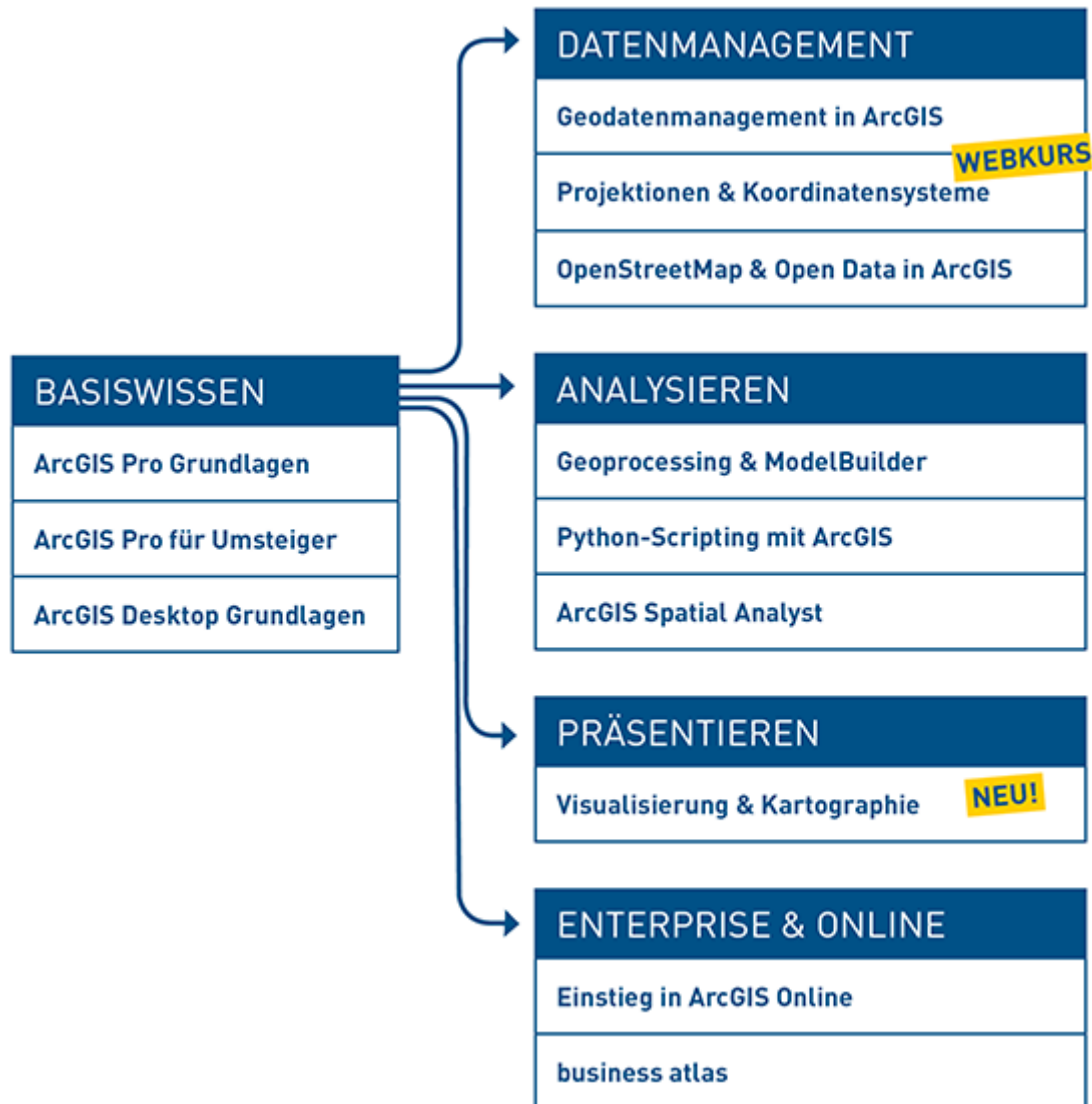 DATENMANAGEMENT
Geodatenmanagement in ArcGIS
WEBKURS
Projektionen & Koordinatensysteme
OpenStreetMap & Open Data in ArcGIS
BASISWISSEN
ArcGIS Pro Grundlagen
ArcGIS Pro für Umsteiger
ArcGIS Desktop Grundlagen
ANALYSIEREN
Geoprocessing & ModelBuilder
Python-Scripting mit ArcGIS
ArcGIS Spatial Analyst
PRÄSENTIEREN
Visualisierung & Kartographie
NEU!
ENTERPRISE & ONLINE
Einstieg in ArcGIS Online
business atlas